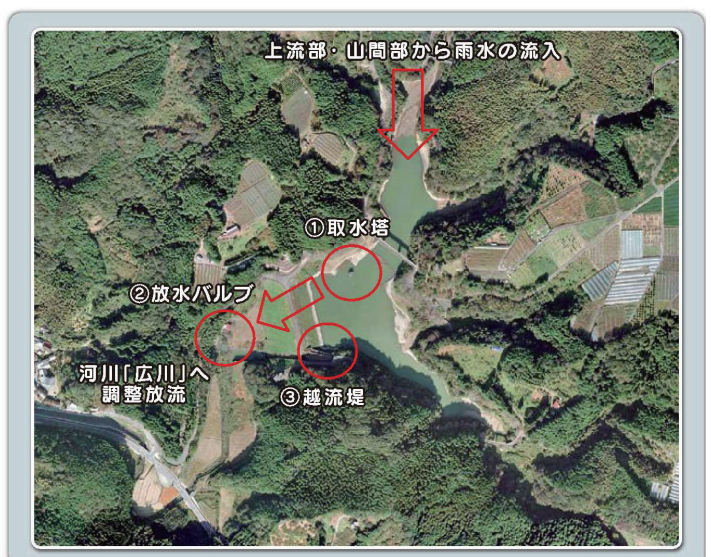 上流部・山間部から雨水の流入
①取水塔
②放水バルブ
河川「広川」へ
調整放流
③越流堤